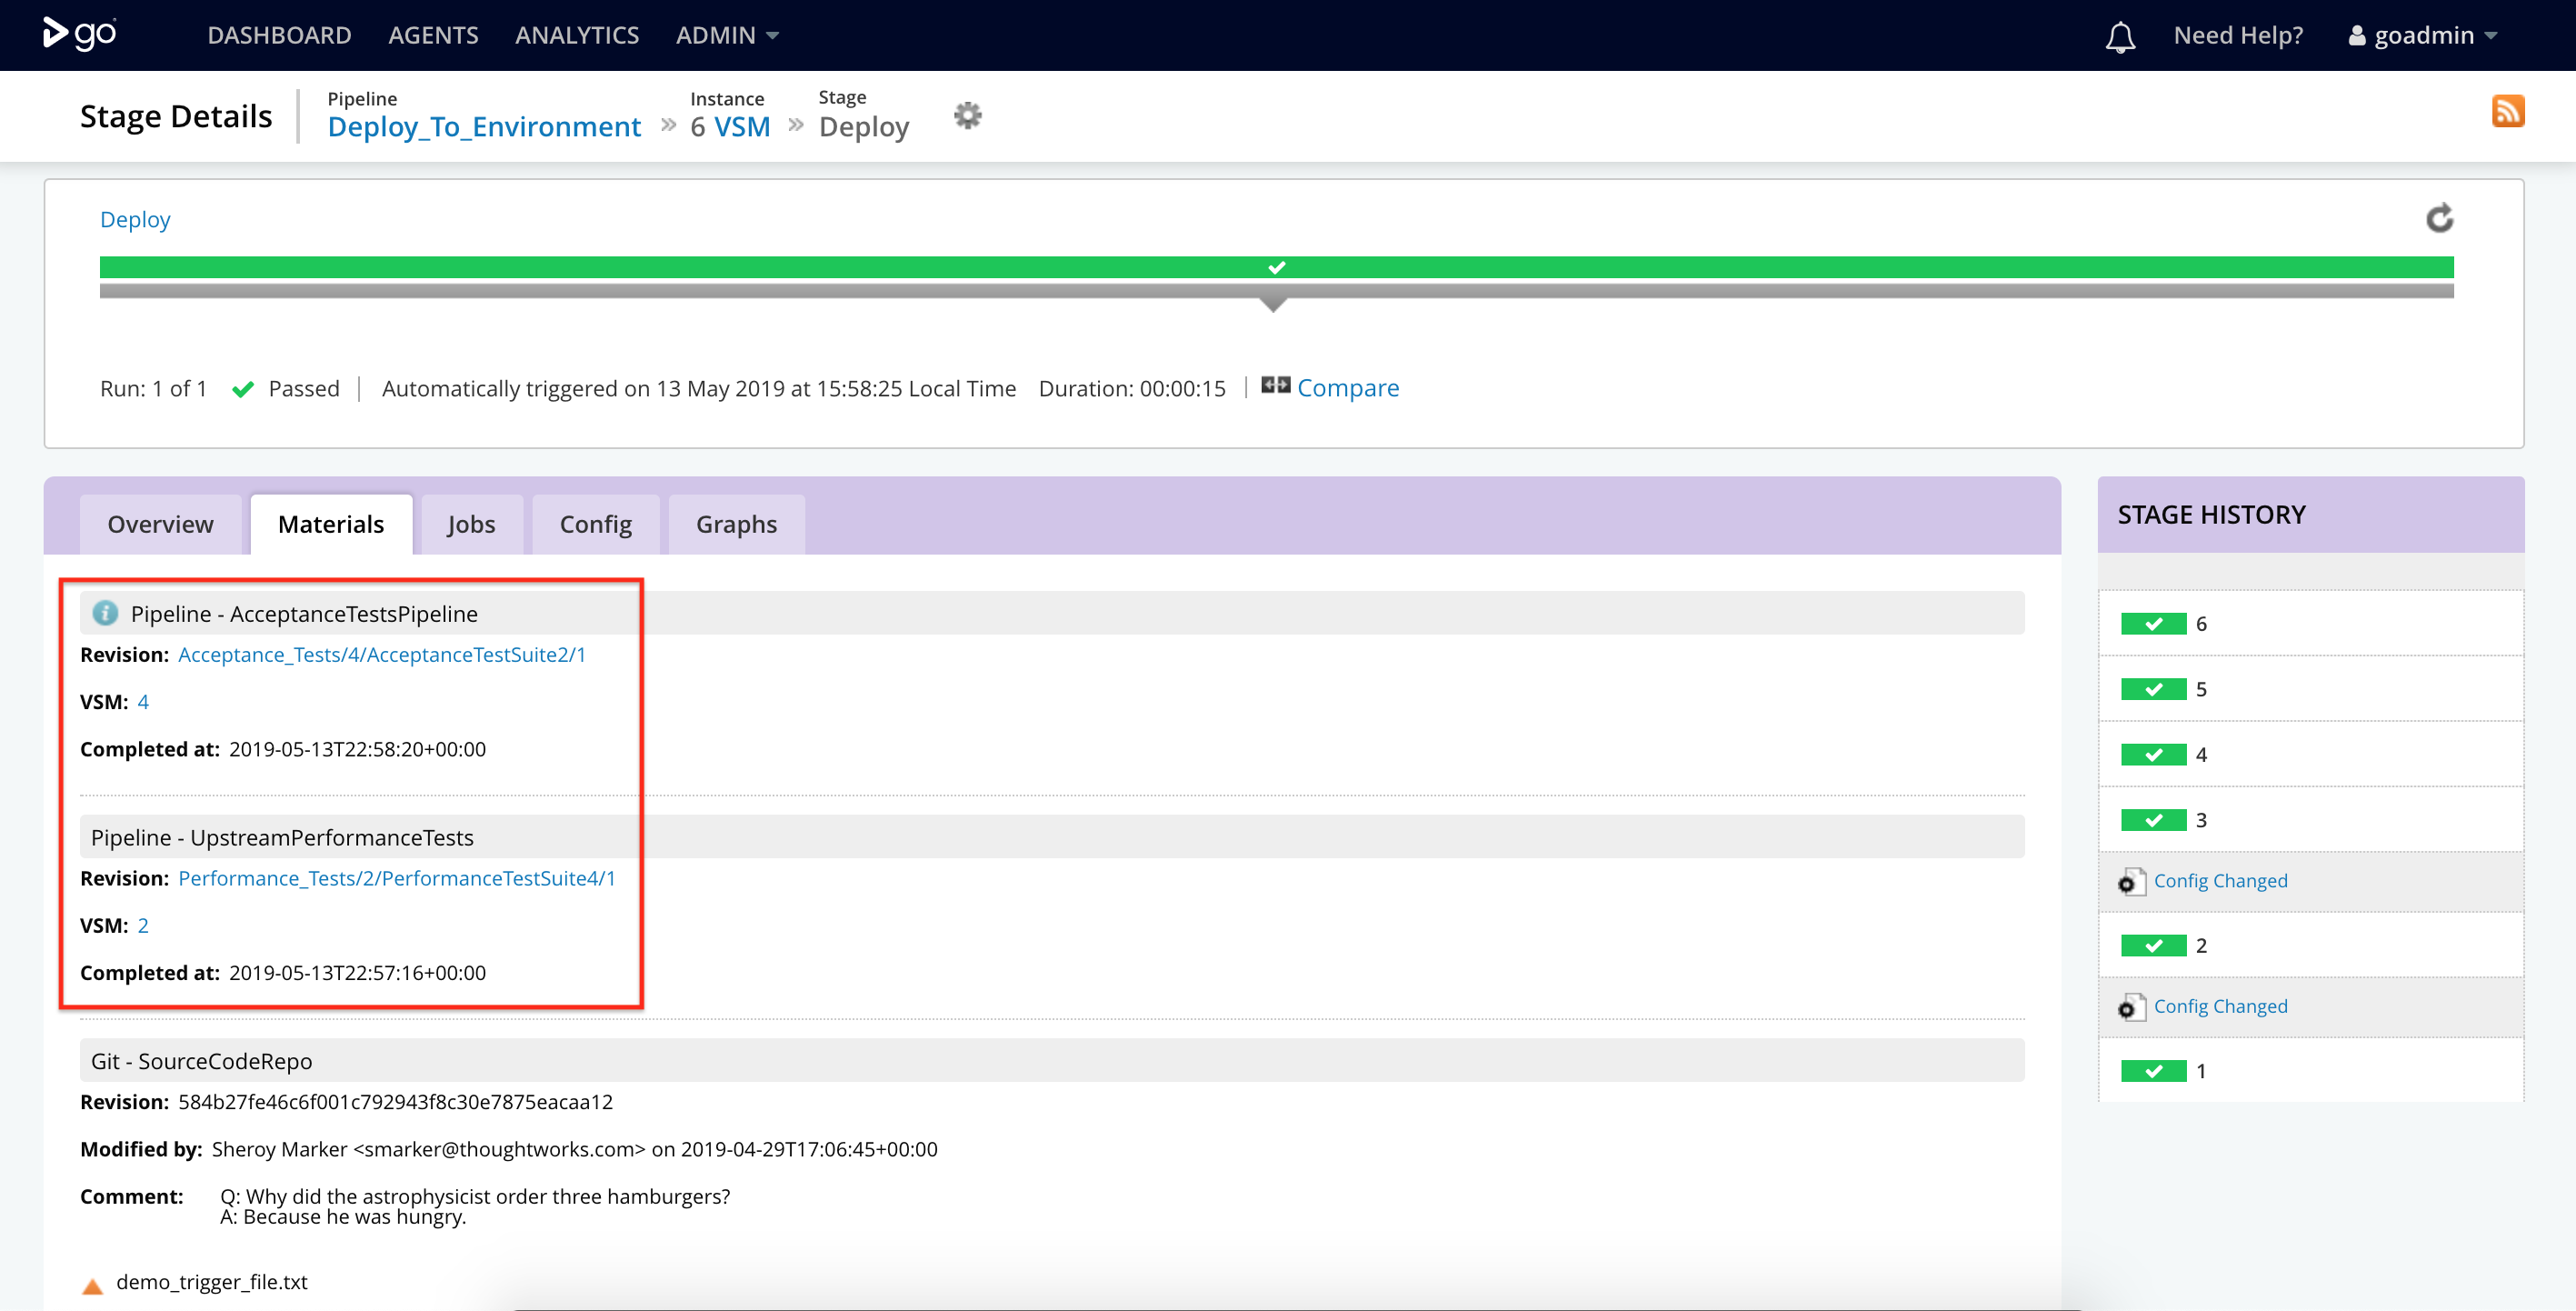 go DASHBOARD AGENTS ANALYTICS ADMIN Need Help? goadmin
Stage Details
Pipeline Instance Stage
Deploy_To_Environment » 6 VSM » Deploy
Deploy
Run: 1 of 1 Passed | Automatically triggered on 13 May 2019 at 15:58:25 Local Time Duration: 00:00:15 | Compare
Overview Materials Jobs Config Graphs
Pipeline - AcceptanceTestsPipeline
Revision: Acceptance_Tests/4/AcceptanceTestSuite2/1
VSM: 4
Completed at: 2019-05-13T22:58:20+00:00
Pipeline - UpstreamPerformanceTests
Revision: Performance_Tests/2/PerformanceTestSuite4/1
VSM: 2
Completed at: 2019-05-13T22:57:16+00:00
Git - SourceCodeRepo
Revision: 584b27fe46c6f001c792943f8c30e7875eacaa12
Modified by: Sheroy Marker <smarker@thoughtworks.com> on 2019-04-29T17:06:45+00:00
Comment: Q: Why did the astrophysicist order three hamburgers?
A: Because he was hungry.
demo_trigger_file.txt
STAGE HISTORY
6
5
4
3
Config Changed
2
Config Changed
1